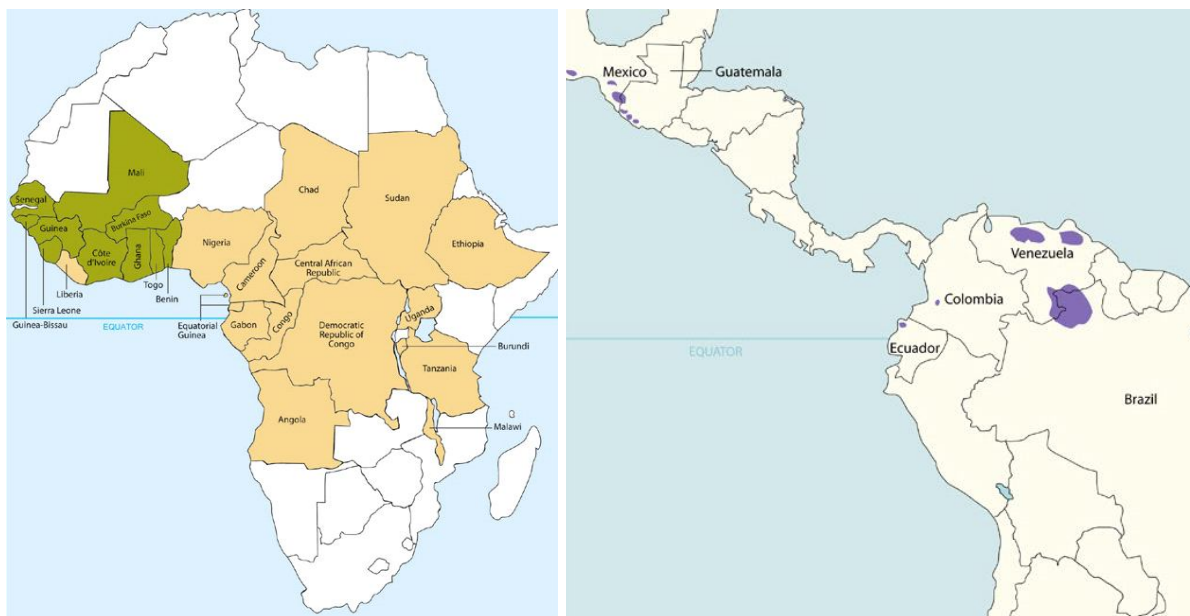 Mali
Senegal
Burkina Faso
Guinea
Côte
d'Ivoire
Ghana
Togo
Benin
Liberia
Sierra Leone
Guinea-Bissau
EQUATOR
Chad
Sudan
Nigeria
Ethiopia
Cameroon
Central African
Republic
Equatorial
Guinea
Gabon
Congo
Democratic
Republic of
Congo
Uganda
Burundi
Tanzania
Angola
Malawi
Mexico
Guatemala
Venezuela
Colombia
EQUATOR
Ecuador
Brazil